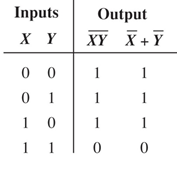 Inputs Output
X Y X̅Y̅ X̅ + Y̅
0 0 1 1
0 1 1 1
1 0 1 1
1 1 0 0